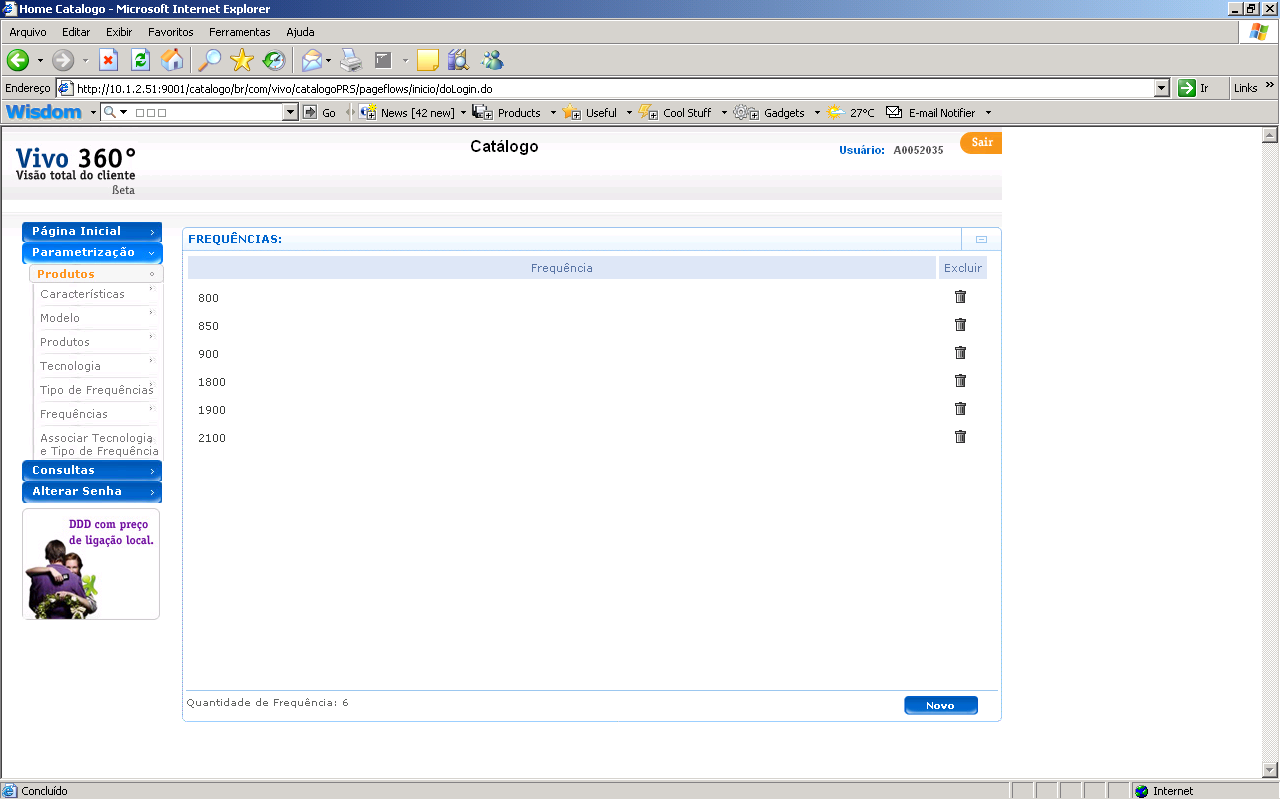 Home Catalogo - Microsoft Internet Explorer
Arquivo Editar Exibir Favoritos Ferramentas Ajuda
Endereço http://10.1.2.51:9001/catalogo/br/com/vivo/catalogoPRS/pageflows/inicio/doLogin.do Ir Links »
Wisdom Go News [42 new] Products Useful Cool Stuff Gadgets 27°C E-mail Notifier
Vivo 360°
Visão total do cliente
ßeta
Catálogo
Usuário: A0052035
Sair
Página Inicial
Parametrização
Produtos
Características
Modelo
Produtos
Tecnologia
Tipo de Frequências
Frequências
Associar Tecnologia
e Tipo de Frequência
Consultas
Alterar Senha
DDD com preço
de ligação local.
FREQUÊNCIAS:
Frequência Excluir
800
850
900
1800
1900
2100
Quantidade de Frequência: 6
Novo
Concluído Internet